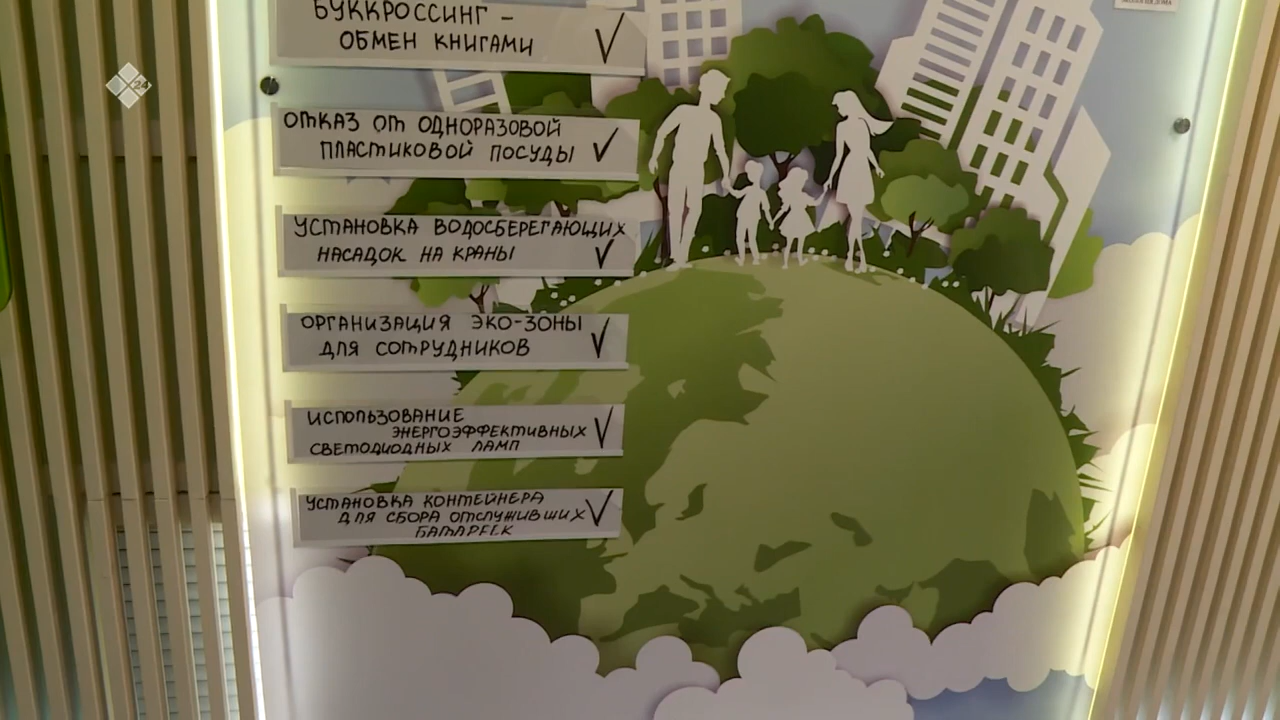 БУККРОССИНГ –
ОБМЕН КНИГАМИ
ОТКАЗ ОТ ОДНОРАЗОВОЙ
ПЛАСТИКОВОЙ ПОСУДЫ
УСТАНОВКА ВОДОСБЕРЕГАЮЩИХ
НАСАДОК НА КРАНЫ
ОРГАНИЗАЦИЯ ЭКО-ЗОНЫ
ДЛЯ СОТРУДНИКОВ
ИСПОЛЬЗОВАНИЕ
ЭНЕРГОЭФФЕКТИВНЫХ
СВЕТОДИОДНЫХ ЛАМП
УСТАНОВКА КОНТЕЙНЕРА
ДЛЯ СБОРА ОТСЛУЖИВШИХ
БАТАРЕЕК
24